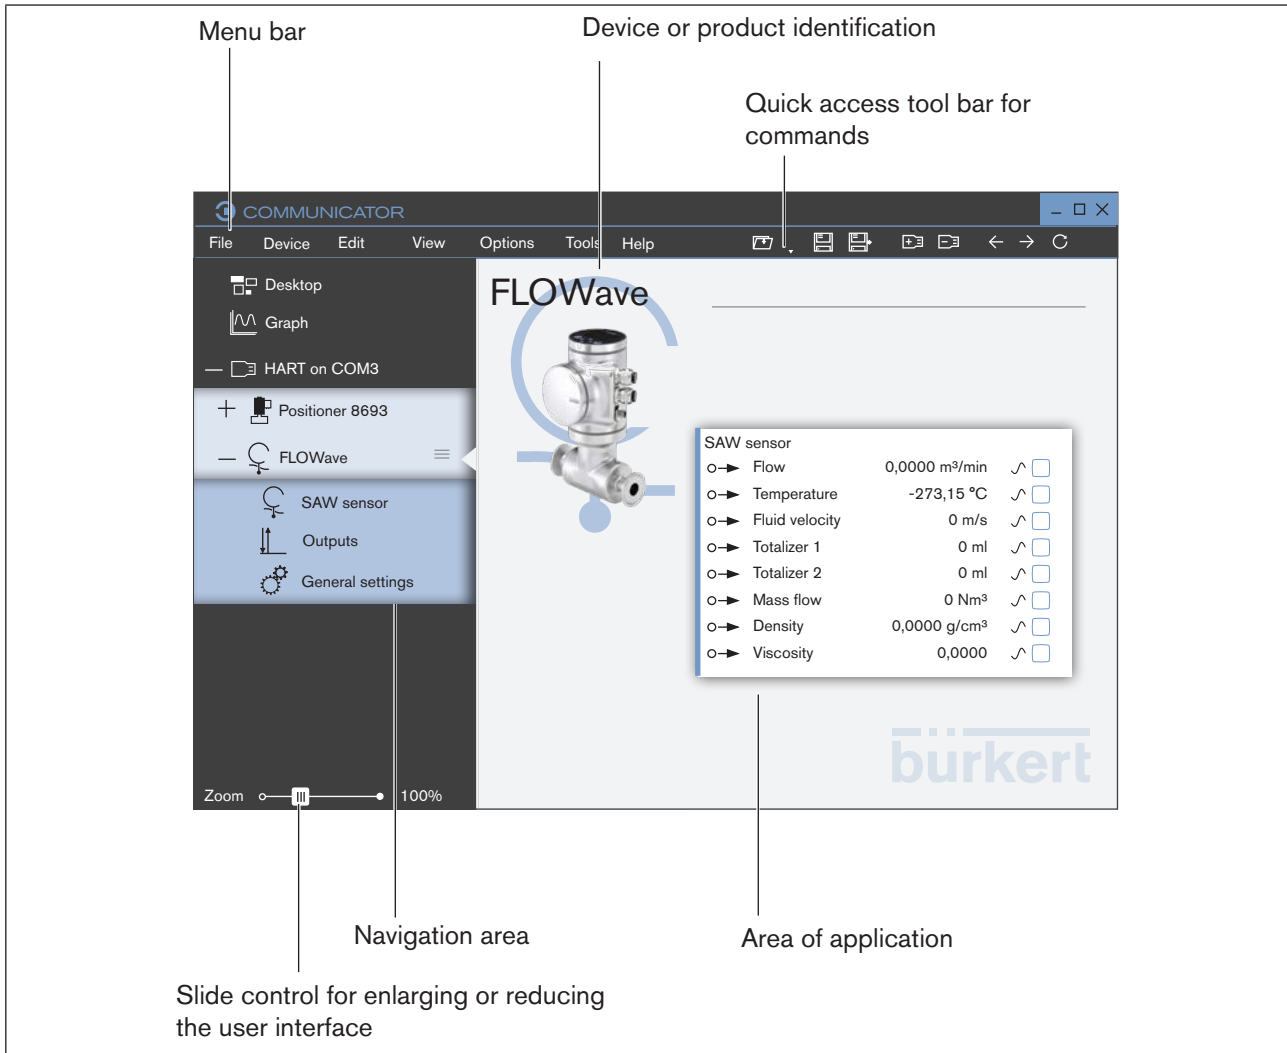 Menu bar
Device or product identification
Quick access tool bar for
commands
COMMUNICATOR
File Device Edit View Options Tools Help
Desktop
Graph
HART on COM3
Positioner 8693
FLOWave
SAW sensor
Outputs
General settings
Zoom 100%
FLOWave
SAW sensor
Flow 0,0000 m³/min
Temperature -273,15 °C
Fluid velocity 0 m/s
Totalizer 1 0 ml
Totalizer 2 0 ml
Mass flow 0 Nm³
Density 0,0000 g/cm³
Viscosity 0,0000
bürkert
Navigation area
Area of application
Slide control for enlarging or reducing
the user interface